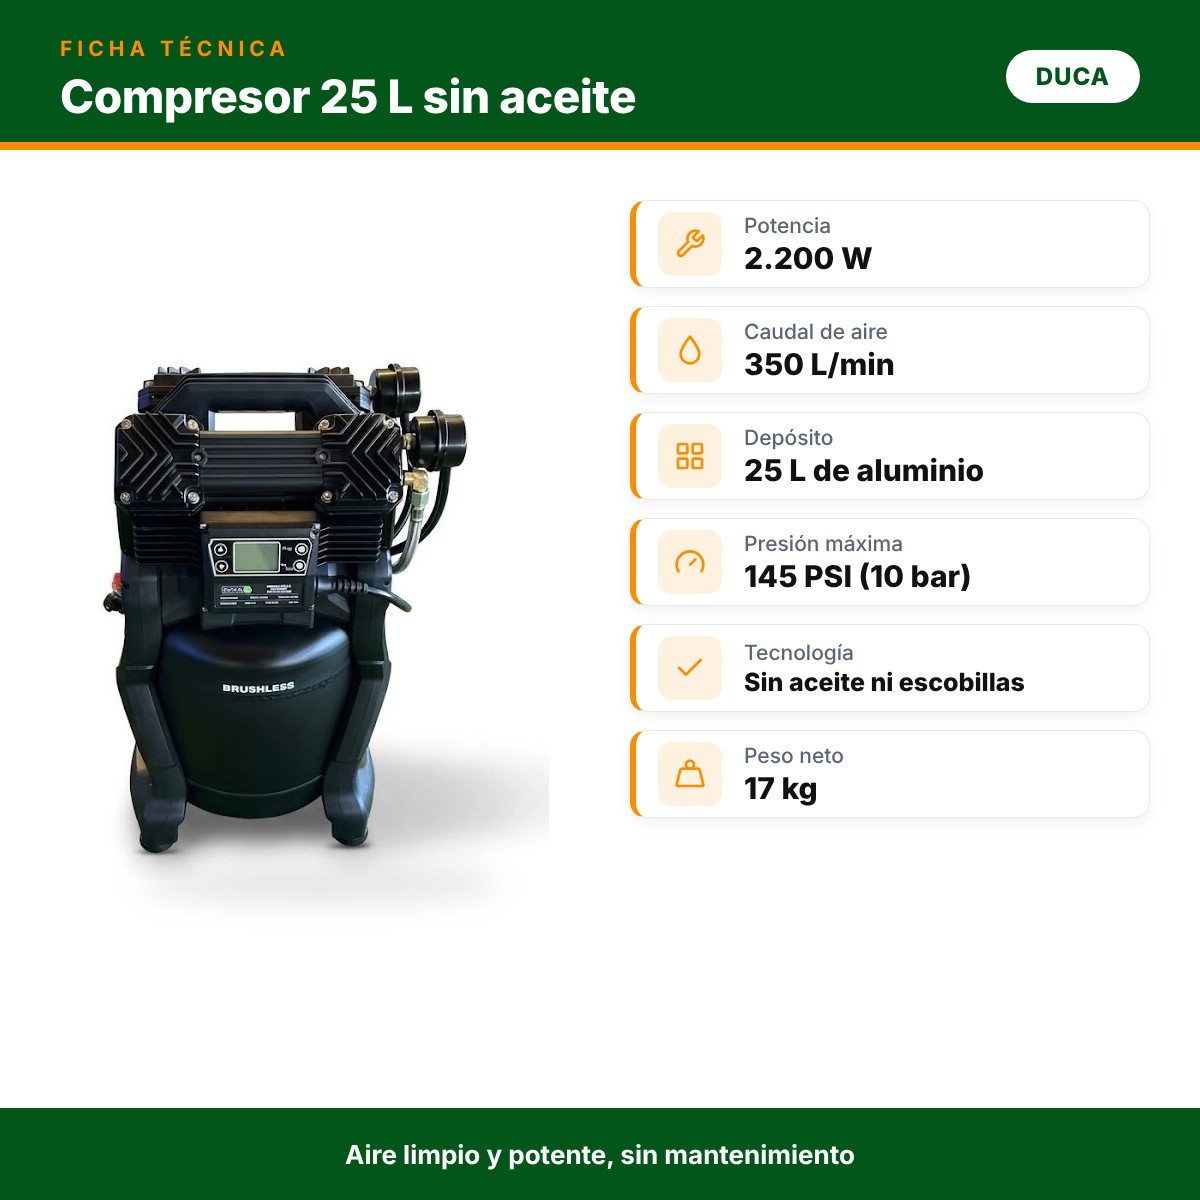 FICHA TÉCNICA
Compresor 25 L sin aceite
DUCA
Potencia
2.200 W
Caudal de aire
350 L/min
Depósito
25 L de aluminio
Presión máxima
145 PSI (10 bar)
Tecnología
Sin aceite ni escobillas
Peso neto
17 kg
BRUSHLESS
Aire limpio y potente, sin mantenimiento